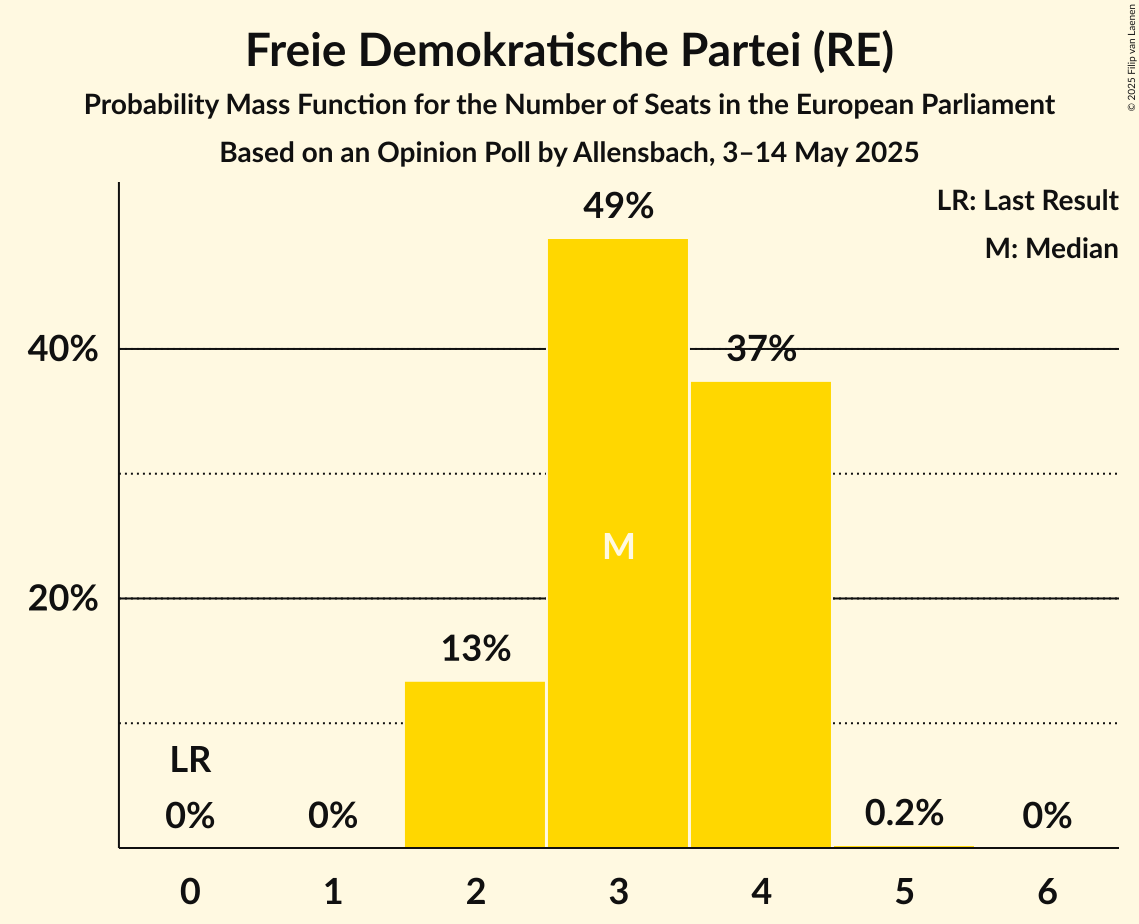 Freie Demokratische Partei (RE)
Probability Mass Function for the Number of Seats in the European Parliament
Based on an Opinion Poll by Allensbach, 3–14 May 2025
© 2025 Filip van Laenen
LR: Last Result
M: Median
49%
40%
37%
M
20%
13%
LR
0%
0%
0.2%
0%
0 1 2 3 4 5 6